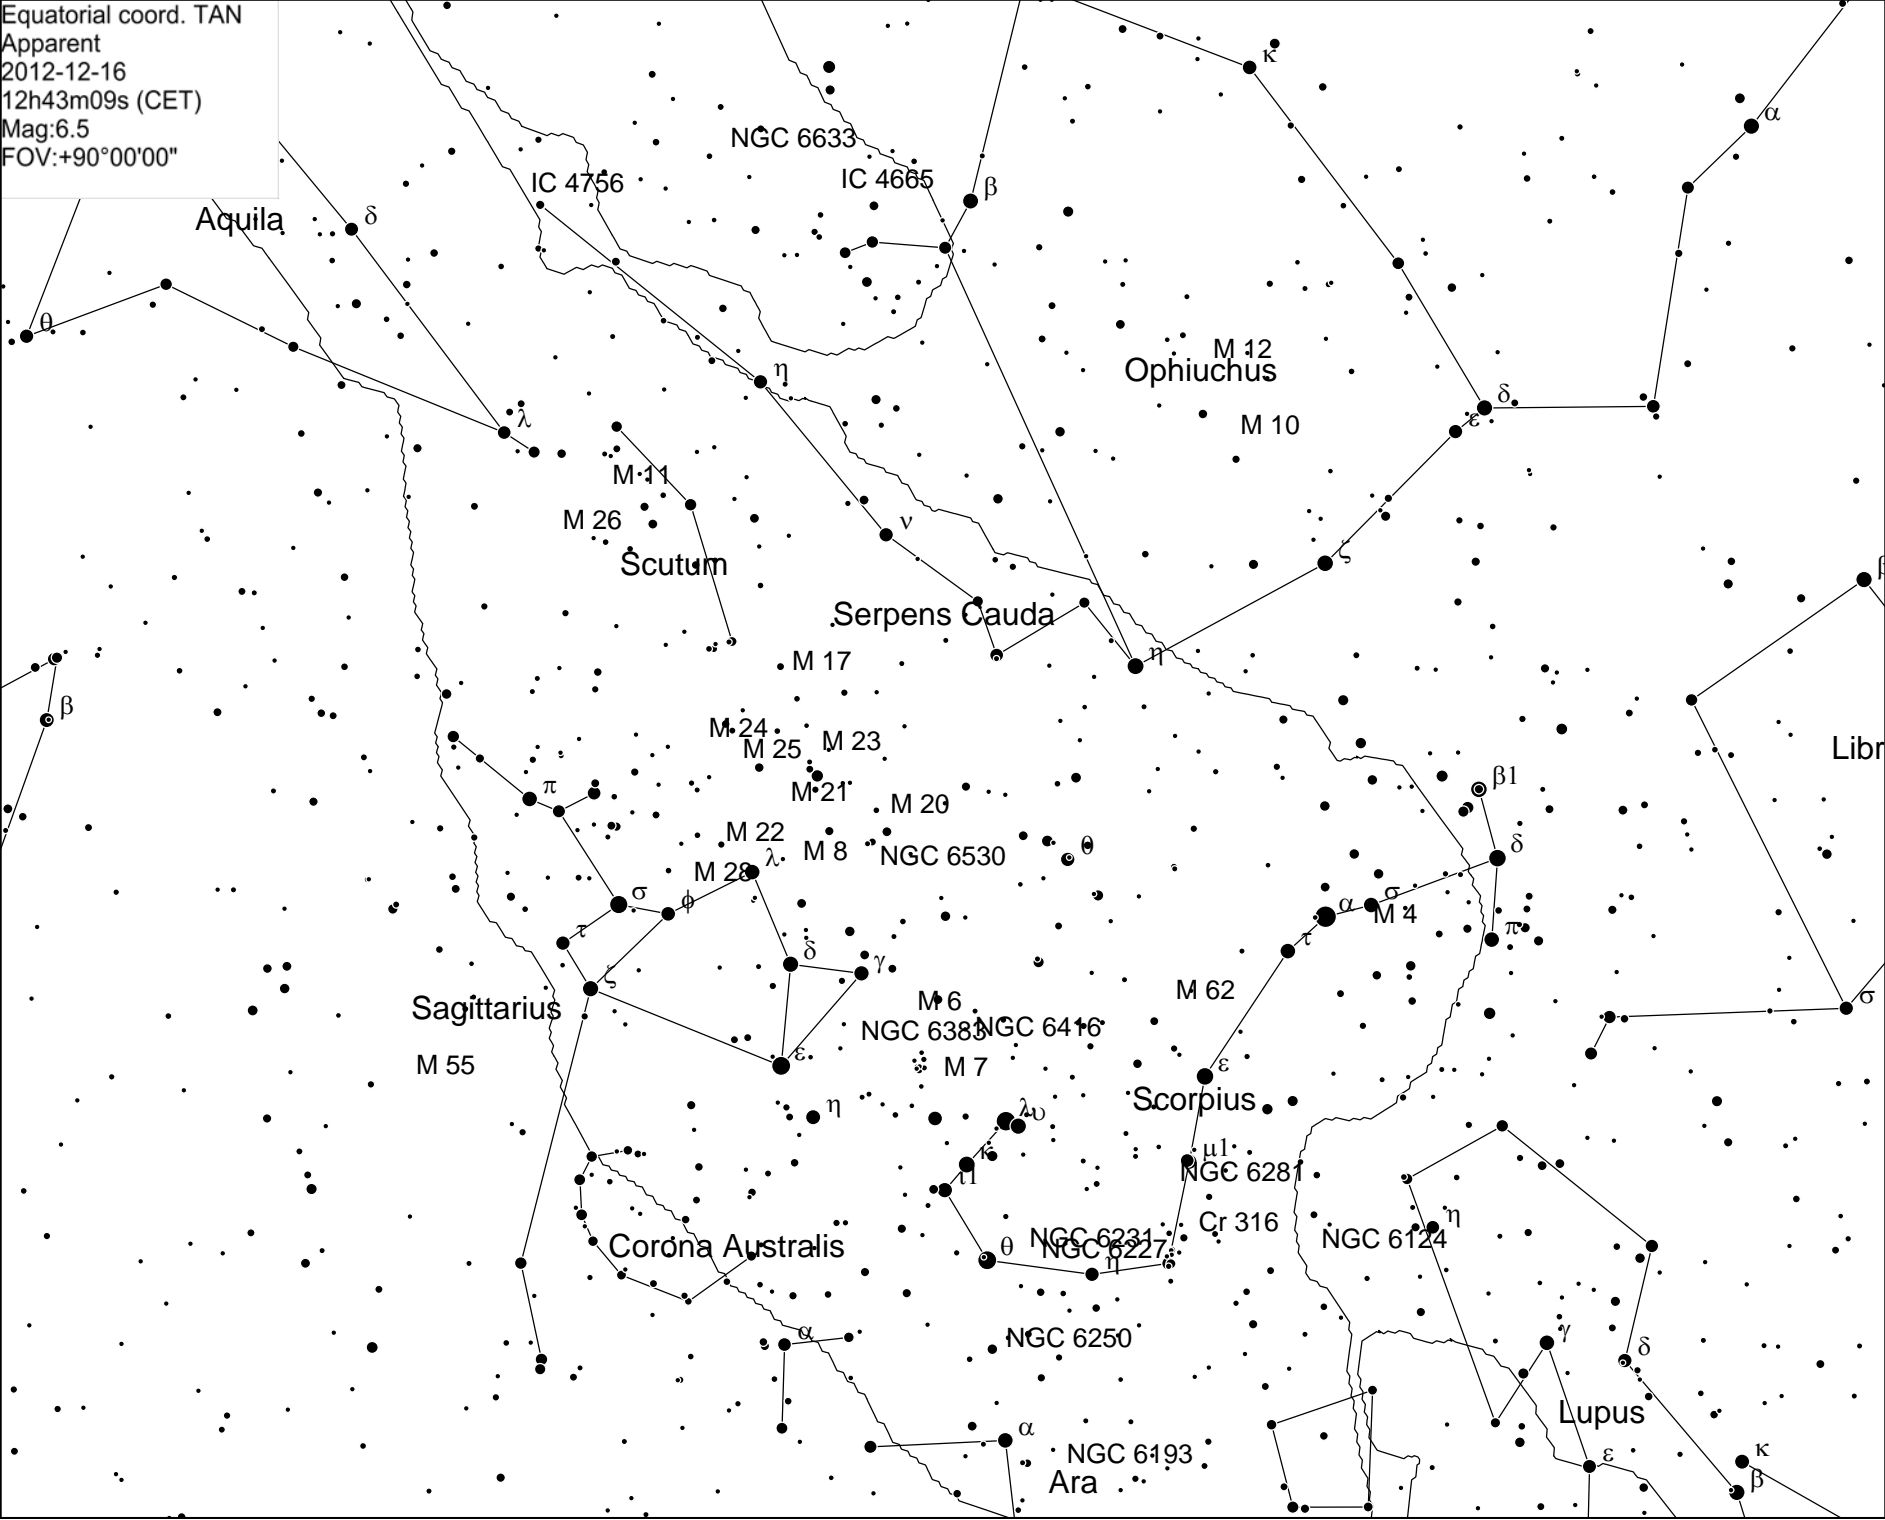 Equatorial coord. TAN
Apparent
2012-12-16
12h43m09s (CET)
Mag:6.5
FOV:+90°00'00"
κ
α
NGC 6633
IC 4756
IC 4665
β
Aquila
δ
θ
M 12
Ophiuchus
η
δ
ε
λ
M 10
M 11
M 26
ν
Scutum
ζ
β
Serpens Cauda
η
M 17
β
M 24
M 25
M 23
Libr
π
M 21
M 20
β1
M 22
M 8
NGC 6530
θ
δ
M 28
λ
σ
ϕ
α
σ
M 4
τ
τ
π
δ
γ
ζ
M 62
σ
Sagittarius
M 6
NGC 6383
NGC 6416
ε
M 55
M 7
ε
Scorpius
η
λ
υ
κ
μ1
ι1
NGC 6281
Cr 316
η
NGC 6124
Corona Australis
θ
NGC 6231
NGC 6227
η
α
NGC 6250
γ
δ
Lupus
α
NGC 6193
Ara
ε
κ
β